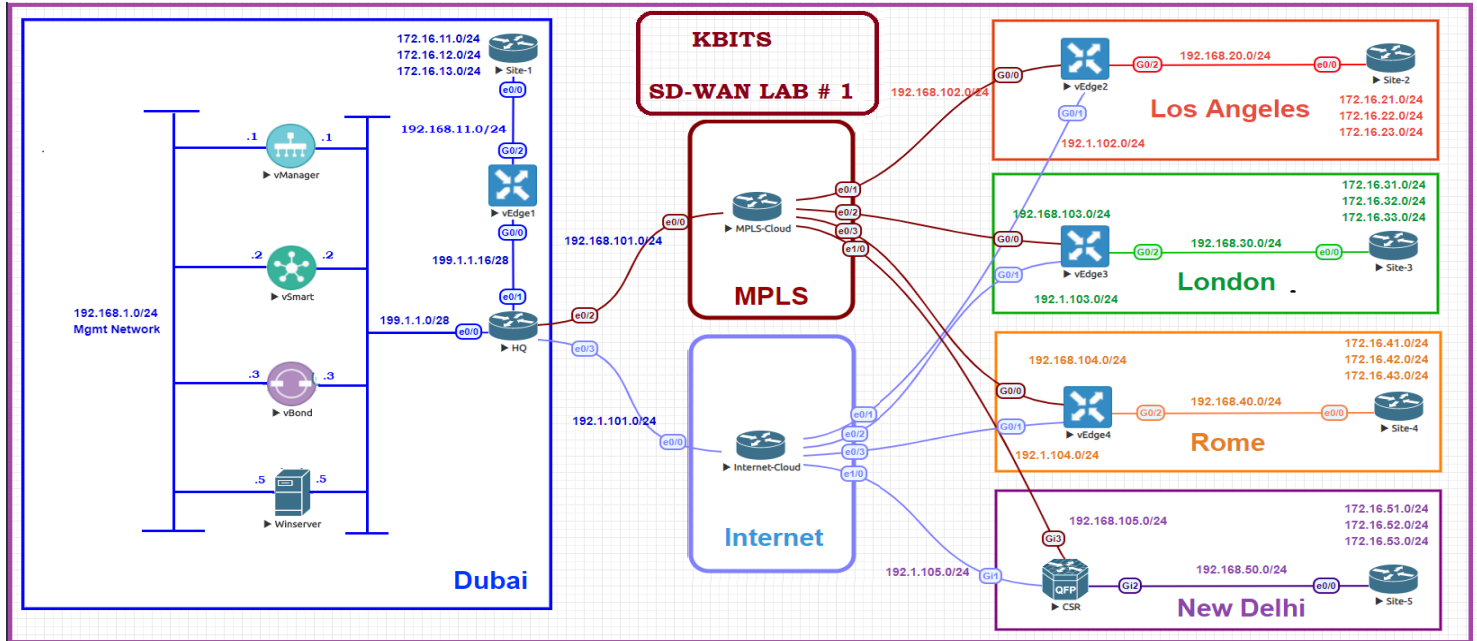 KBITS
SD-WAN LAB # 1
172.16.11.0/24
172.16.12.0/24
172.16.13.0/24
Site-1
e0/0
192.168.11.0/24
G0/2
vEdge1
G0/0
199.1.1.16/28
e0/1
HQ
e0/0
199.1.1.0/28
e0/2
e0/3
.1
.1
vManager
.2
.2
vSmart
192.168.1.0/24
Mgmt Network
.3
.3
vBond
.5
.5
Winserver
Dubai
192.168.101.0/24
e0/0
MPLS-Cloud
e0/1
e0/2
e0/3
e1/0
MPLS
192.1.101.0/24
e0/0
Internet-Cloud
e0/1
e0/2
e0/3
e1/0
Internet
192.168.102.0/24
G0/0
vEdge2
G0/1
192.1.102.0/24
G0/2
192.168.20.0/24
e0/0
Site-2
Los Angeles
172.16.21.0/24
172.16.22.0/24
172.16.23.0/24
192.168.103.0/24
G0/0
vEdge3
G0/1
192.1.103.0/24
G0/2
192.168.30.0/24
e0/0
Site-3
London
172.16.31.0/24
172.16.32.0/24
172.16.33.0/24
192.168.104.0/24
G0/0
vEdge4
G0/1
192.1.104.0/24
G0/2
192.168.40.0/24
e0/0
Site-4
Rome
172.16.41.0/24
172.16.42.0/24
172.16.43.0/24
192.168.105.0/24
Gi3
192.1.105.0/24
Gi1
QFP
CSR
Gi2
192.168.50.0/24
e0/0
Site-5
New Delhi
172.16.51.0/24
172.16.52.0/24
172.16.53.0/24